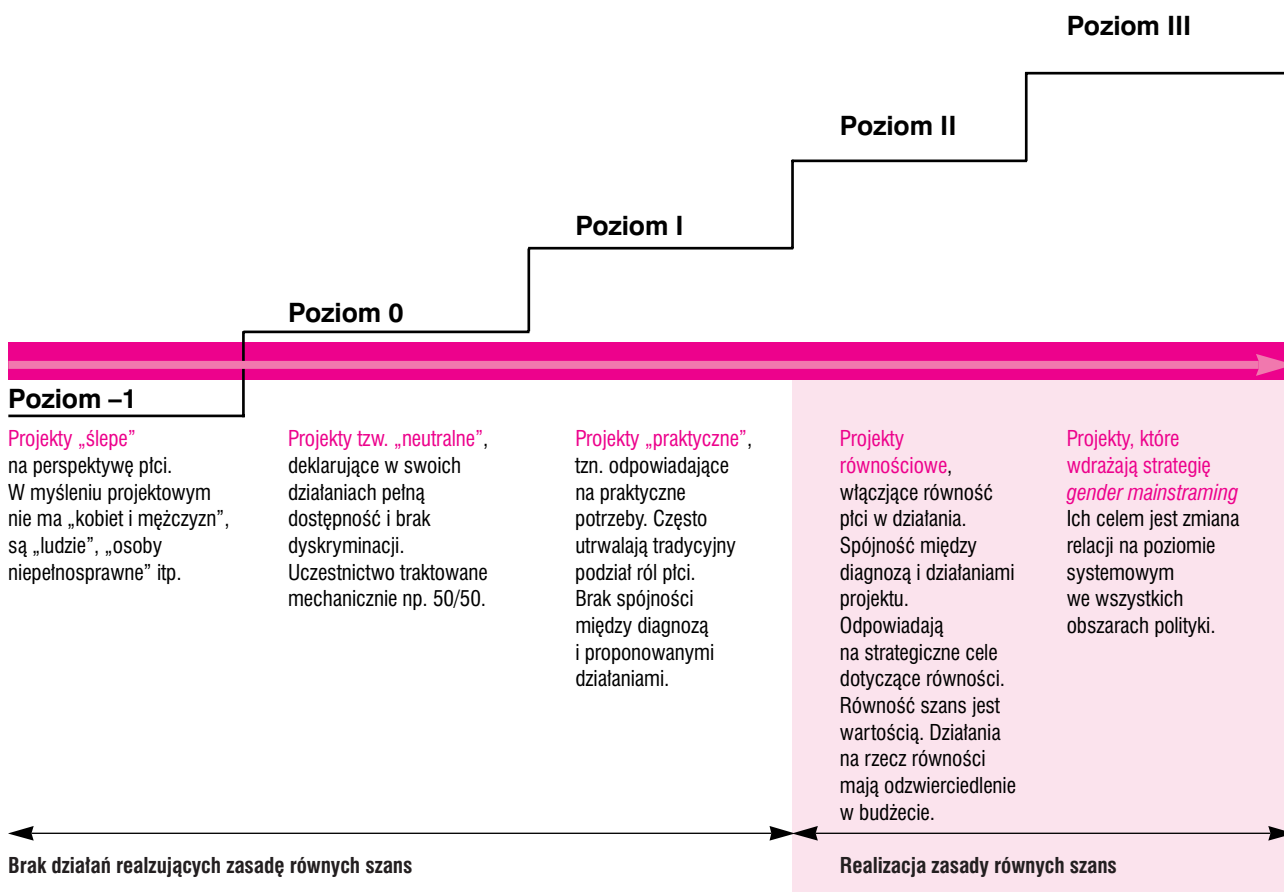 Poziom III
Poziom II
Poziom I
Poziom 0
Poziom –1
Projekty „ślepe”
na perspektywę płci.
W myśleniu projektowym
nie ma „kobiet i mężczyzn”,
są „ludzie”, „osoby
niepełnosprawne” itp.
Projekty tzw. „neutralne”,
deklarujące w swoich
działaniach pełną
dostępność i brak
dyskryminacji.
Uczestnictwo traktowane
mechanicznie np. 50/50.
Projekty „praktyczne”,
tzn. odpowiadające
na praktyczne
potrzeby. Często
utrwalają tradycyjny
podział ról płci.
Brak spójności
między diagnozą
i proponowanymi
działaniami.
Projekty
równościowe,
włączjące równość
płci w działania.
Spójność między
diagnozą i działaniami
projektu.
Odpowiadają
na strategiczne cele
dotyczące równości.
Równość szans jest
wartością. Działania
na rzecz równości
mają odzwierciedlenie
w budżecie.
Projekty, które
wdrażają strategię
gender mainstraming
Ich celem jest zmiana
relacji na poziomie
systemowym
we wszystkich
obszarach polityki.
Brak działań realzujących zasadę równych szans
Realizacja zasady równych szans